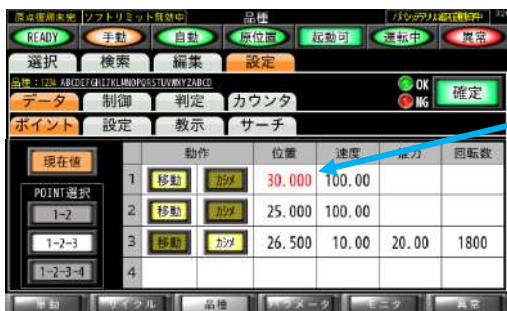 原点復帰未完 ソフトリミット無効中 品種
READY 手動 自動 原位置 起動可 運転中 異常
選択 検索 編集 設定
品種:1234 ABCDEFGHIJKLMNOPQRSTUVWXYZABCD OK
データ 制御 判定 カウンタ NG 確定
ポイント 設定 教示 サーチ
現在値 動作 位置 速度 推力 回転数
1 移動 カシメ 30.000 100.00
POINT選択
1-2 2 移動 カシメ 25.000 100.00
1-2-3 3 移動 カシメ 26.500 10.00 20.00 1800
1-2-3-4 4
単動 サイクル 品種 パラメータ モニタ 異常